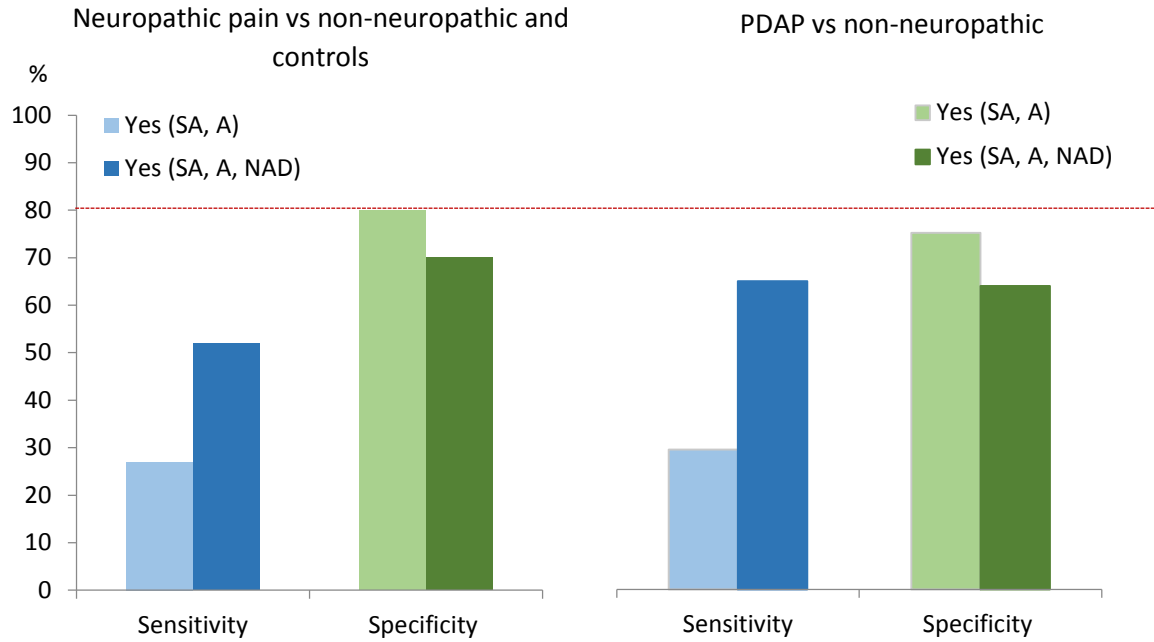 Neuropathic pain vs non-neuropathic and
controls
PDAP vs non-neuropathic
%
100
90
80
70
60
50
40
30
20
10
0
Yes (SA, A)
Yes (SA, A, NAD)
Yes (SA, A)
Yes (SA, A, NAD)
Sensitivity
Specificity
Sensitivity
Specificity